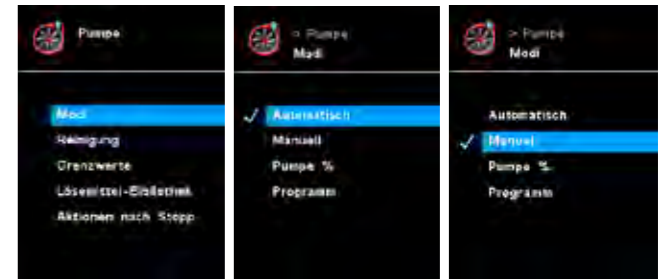 Pumpe
Modi
Reinigung
Grenzwerte
Lösemittel-Bibliothek
Aktionen nach Stopp
> Pumpe
Modi
Automatisch
Manuell
Pumpe %
Programm
> Pumpe
Modi
Automatisch
Manuel
Pumpe %
Programm